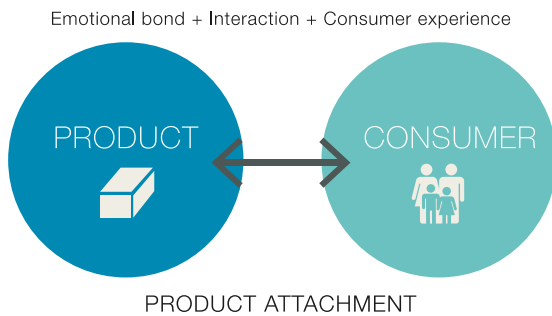 Emotional bond + Interaction + Consumer experience
PRODUCT
CONSUMER
PRODUCT ATTACHMENT